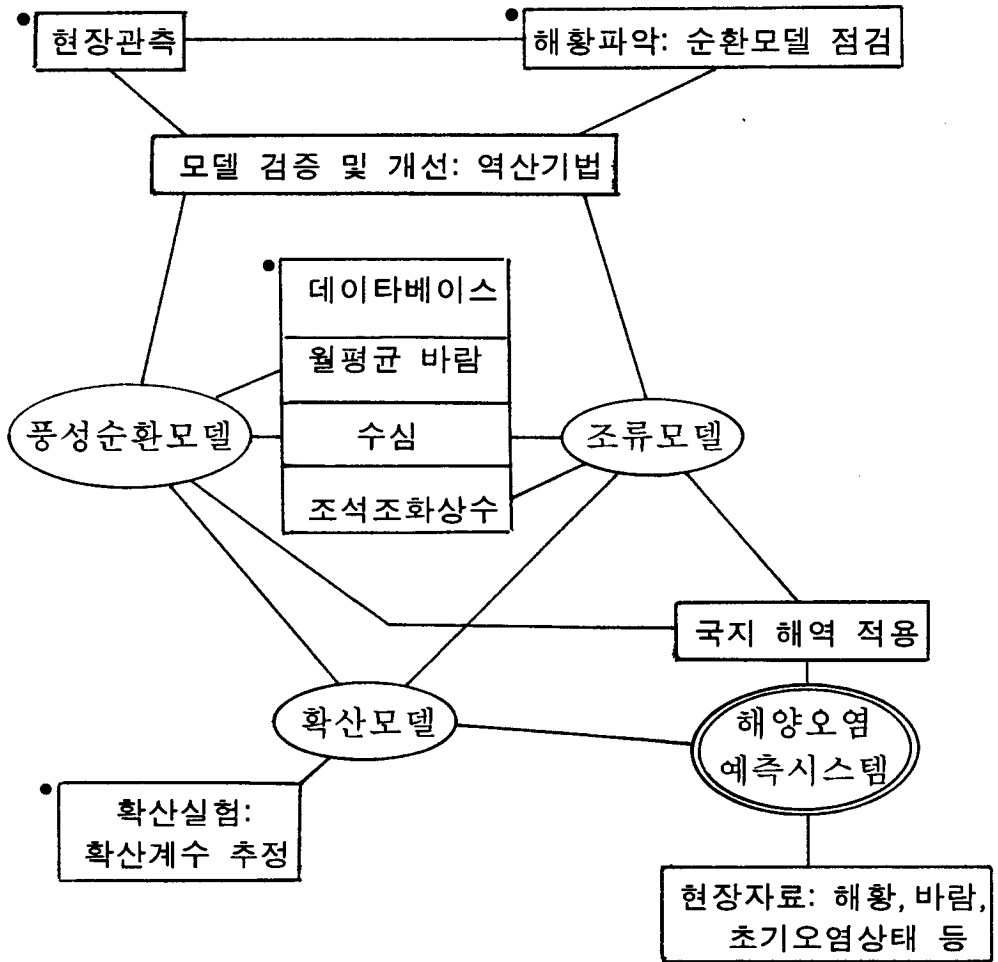 현장관측
해황파악: 순환모델 점검
모델 검증 및 개선: 역산기법
데이타베이스
월평균 바람
풍성순환모델
수심
조류모델
조석조화상수
국지 해역 적용
확산모델
해양오염
예측시스템
확산실험:
확산계수 추정
현장자료: 해황, 바람,
초기오염상태 등